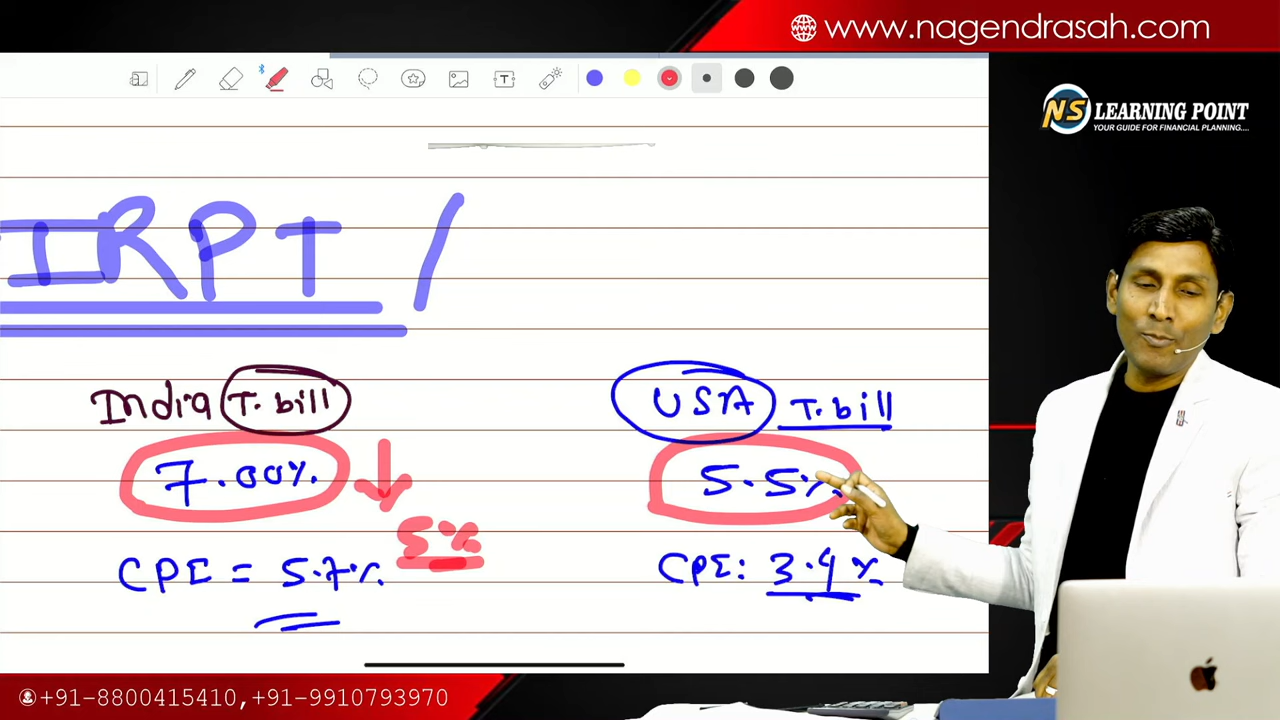 www.nagendrasah.com
T
NS LEARNING POINT
YOUR GUIDE FOR FINANCIAL PLANNING....
IRPT /
India T. bill
USA T. bill
7.00%.
5.5%
5%
CPE = 5.7%
CPE: 3.4%
+91-8800415410,+91-9910793970